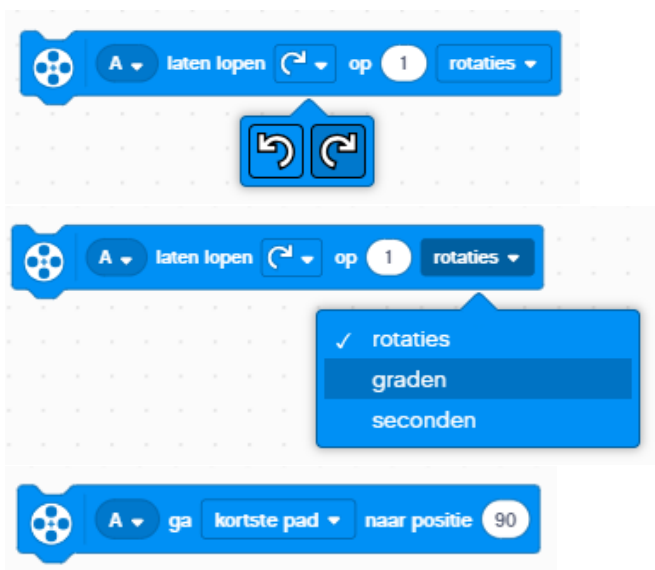 A laten lopen op 1 rotaties
A laten lopen op 1 rotaties
✓ rotaties
graden
seconden
A ga kortste pad naar positie 90